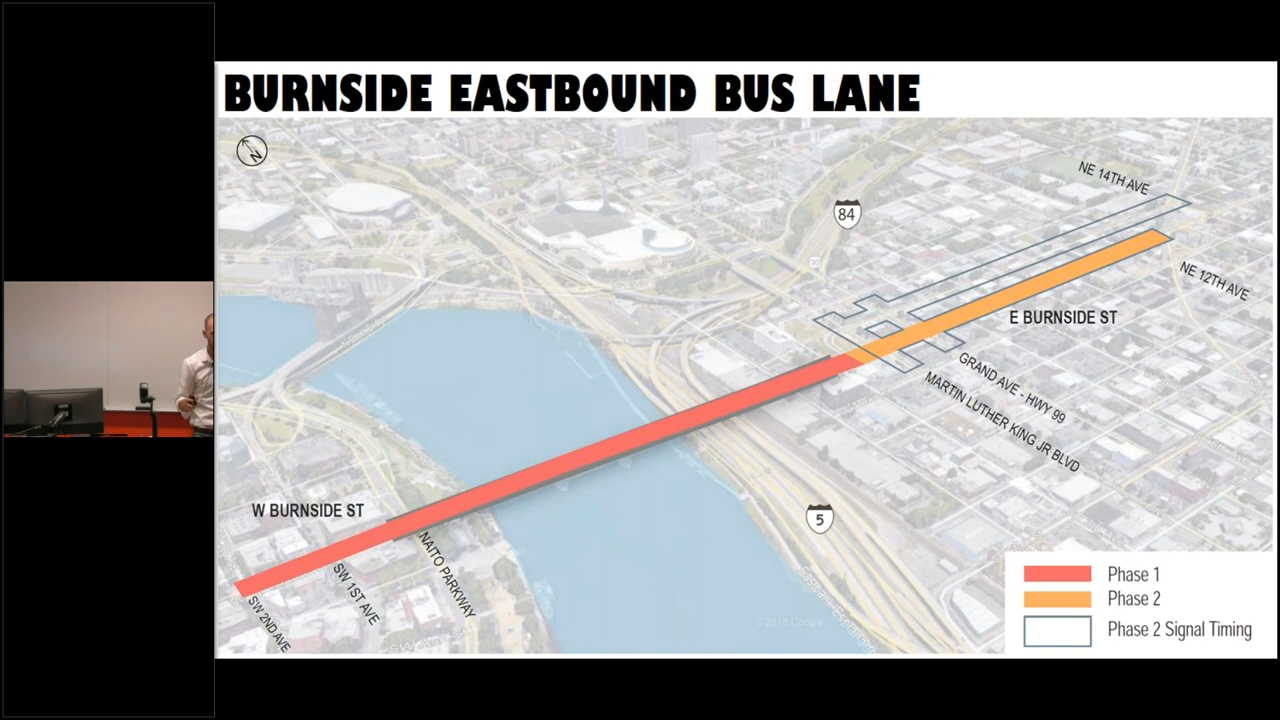 BURNSIDE EASTBOUND BUS LANE
N
NE 14TH AVE
84
NE 12TH AVE
E BURNSIDE ST
GRAND AVE - HWY 99
MARTIN LUTHER KING JR BLVD
W BURNSIDE ST
5
NAITO PARKWAY
SW 1ST AVE
SW 2ND AVE
© 2018 Google
Phase 1
Phase 2
Phase 2 Signal Timing